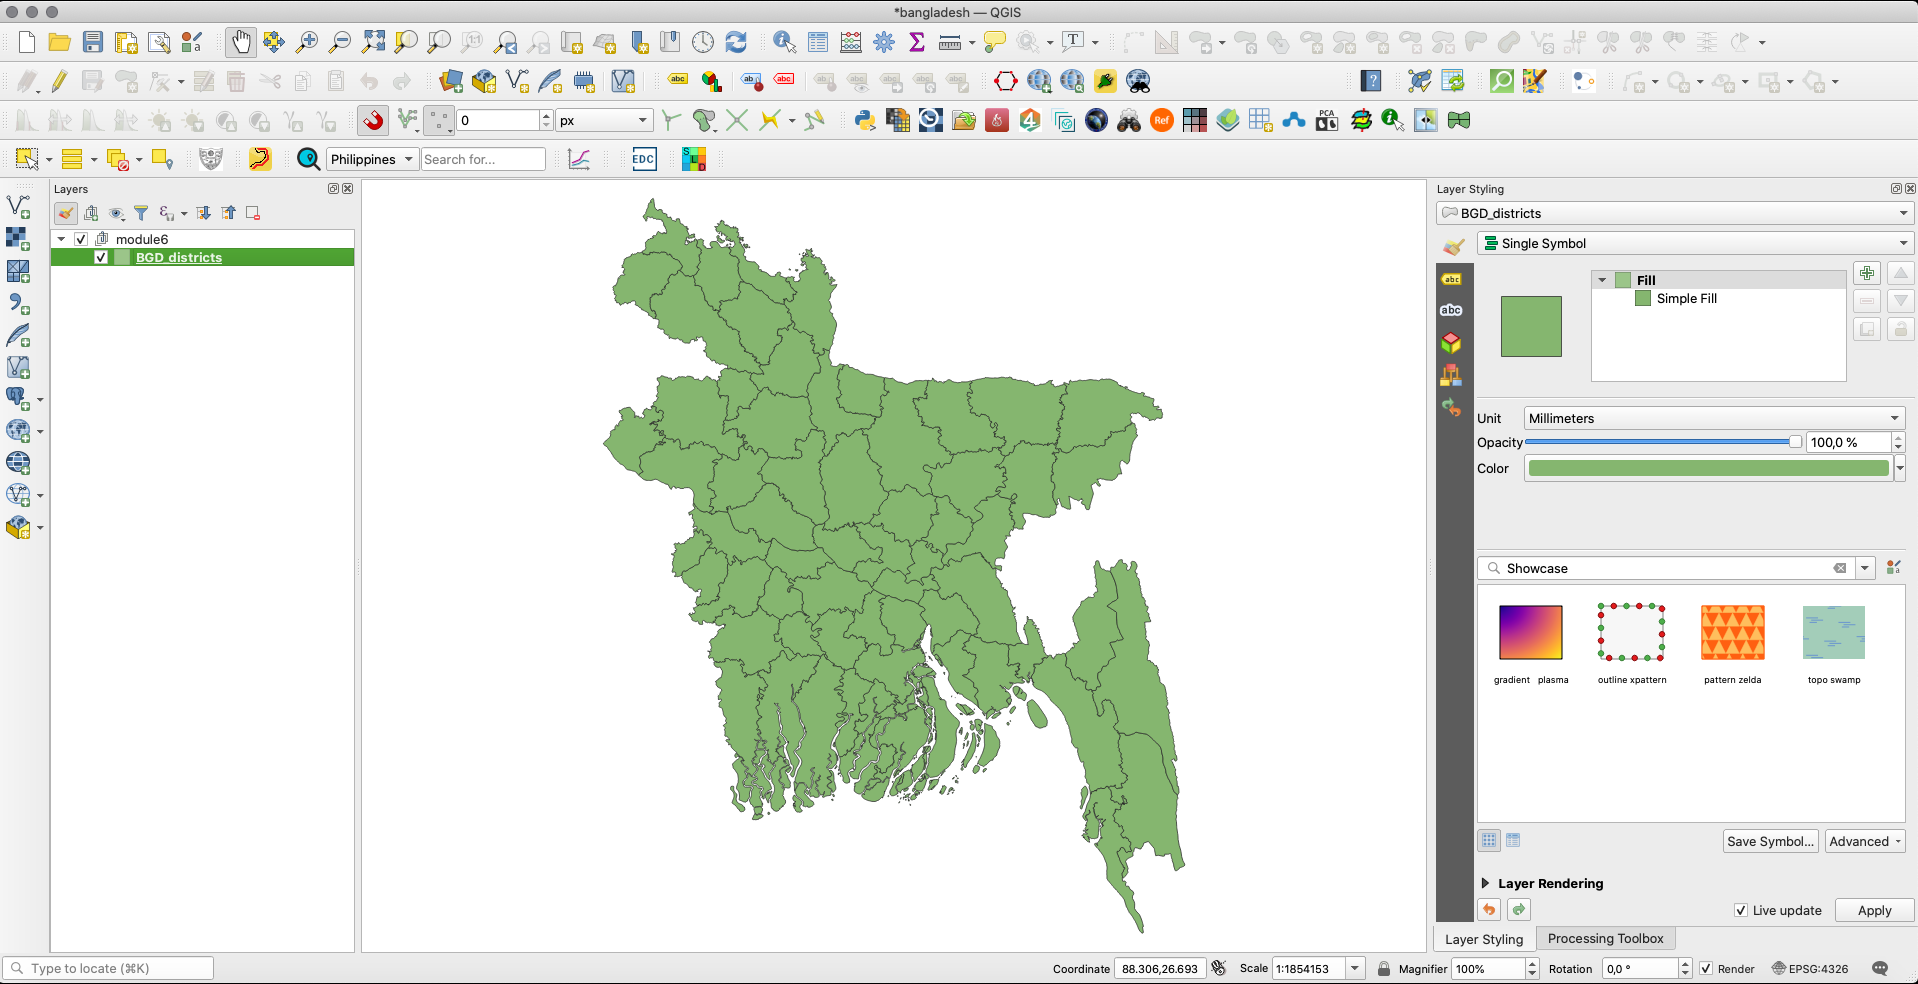 *bangladesh — QGIS
0
px
Philippines
Search for...
EDC
PCA
Ref
Layers
module6
BGD_districts
Layer Styling
BGD_districts
Single Symbol
Fill
Simple Fill
Unit
Millimeters
Opacity
100,0 %
Color
Showcase
gradient plasma
outline xpattern
pattern zelda
topo swamp
Save Symbol...
Advanced
Layer Rendering
Live update
Apply
Layer Styling
Processing Toolbox
Type to locate (⌘K)
Coordinate
88.306,26.693
Scale
1:1854153
Magnifier
100%
Rotation
0,0 °
Render
EPSG:4326